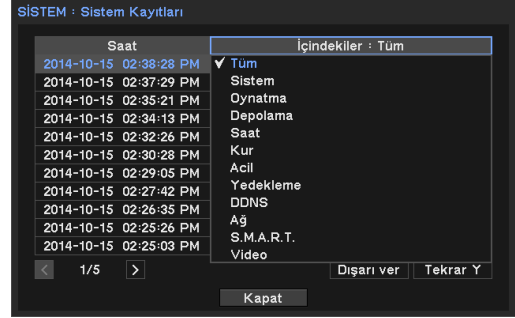 SİSTEM : Sistem Kayıtları
Saat İçindekiler : Tüm
2014-10-15 02:38:28 PM Tüm
2014-10-15 02:37:29 PM Sistem
2014-10-15 02:35:21 PM Oynatma
2014-10-15 02:34:13 PM Depolama
2014-10-15 02:32:26 PM Saat
2014-10-15 02:30:28 PM Kur
2014-10-15 02:29:05 PM Acil
2014-10-15 02:27:42 PM Yedekleme
2014-10-15 02:26:35 PM DDNS
2014-10-15 02:25:26 PM Ağ
2014-10-15 02:25:03 PM S.M.A.R.T.
Video
< 1/5 > Dışarı ver Tekrar Y
Kapat